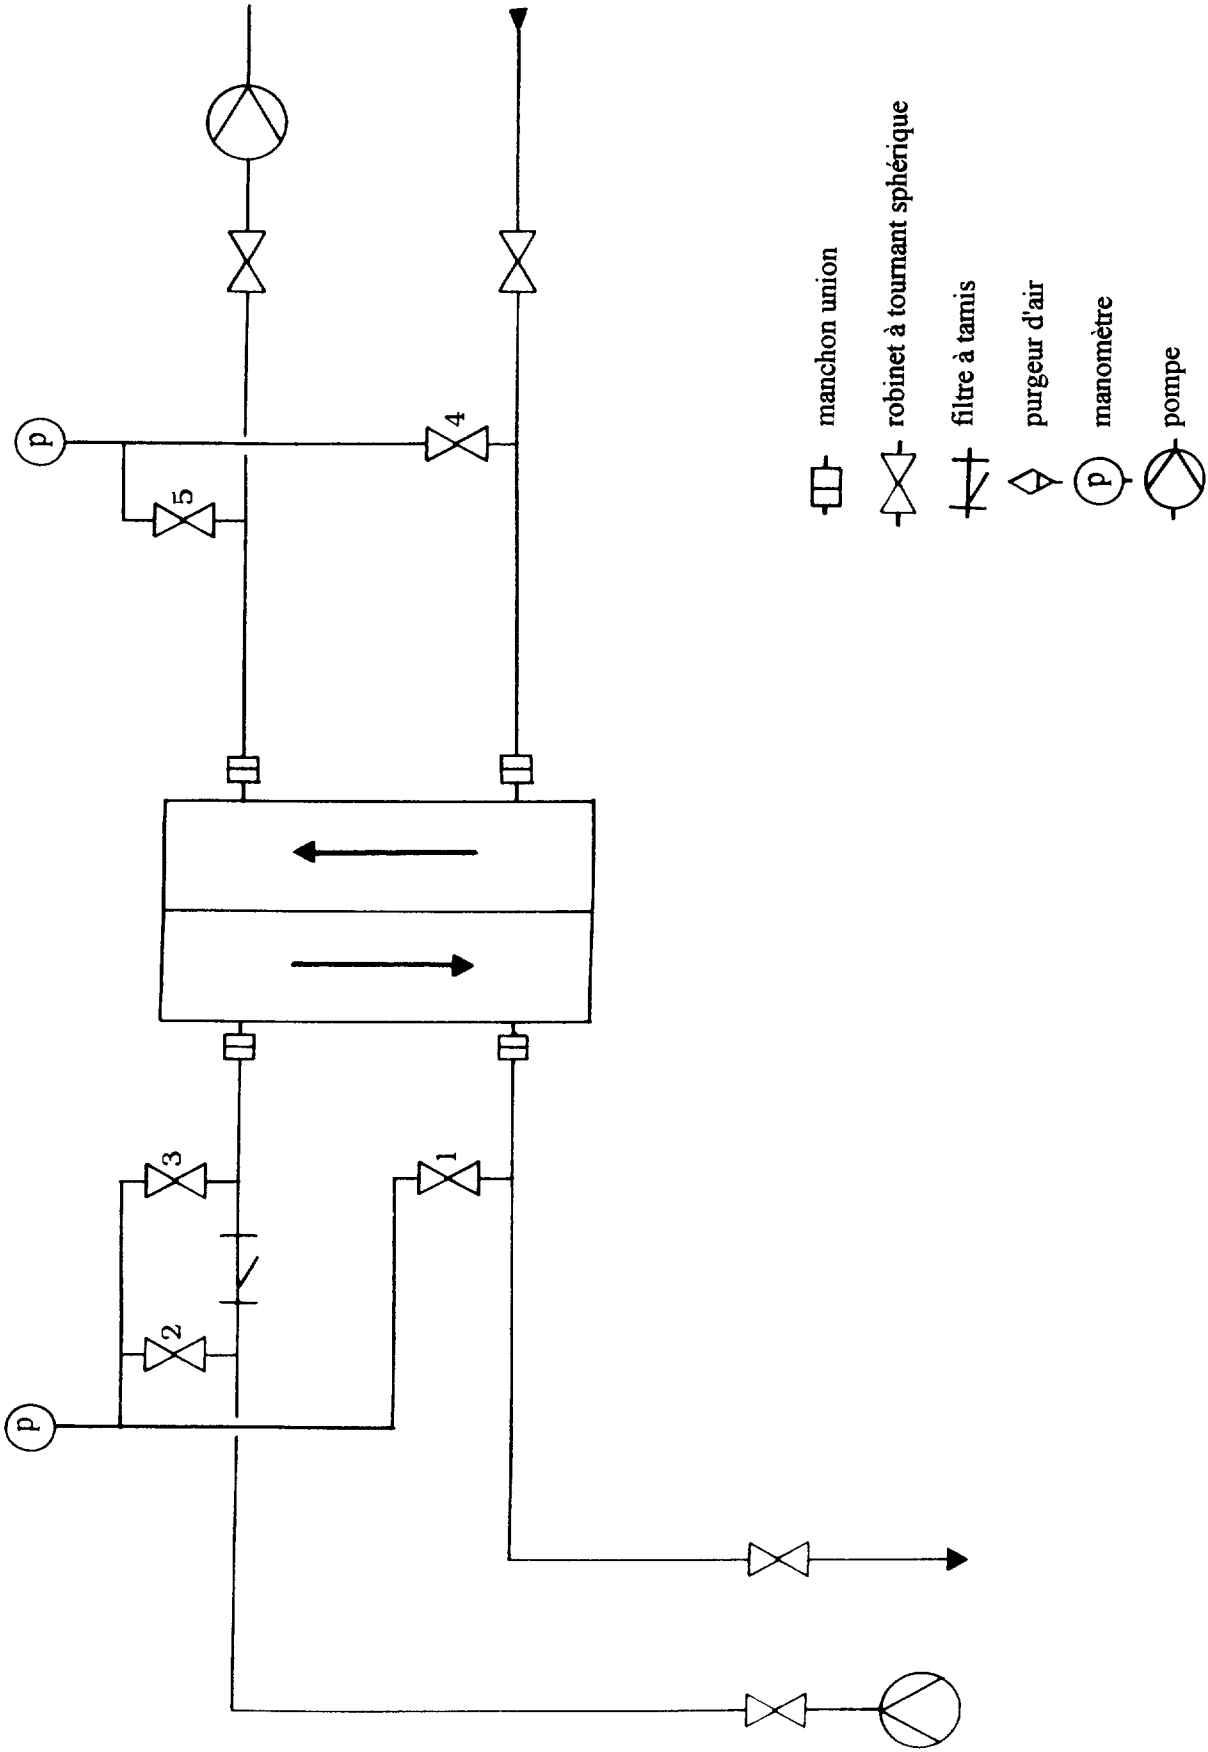 p
5
4
p
3
2
1
manchon union
robinet à tournant sphérique
filtre à tamis
purgeur d'air
p
manomètre
pompe